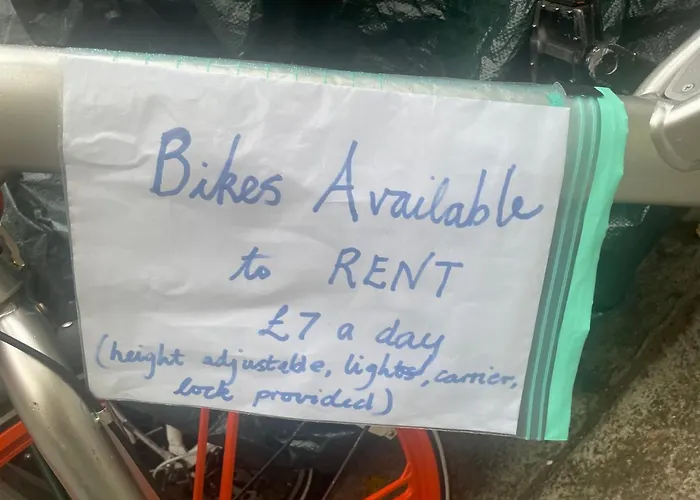 Bikes Available
to RENT
£7 a day
(height adjustable, lights, carrier,
lock provided)